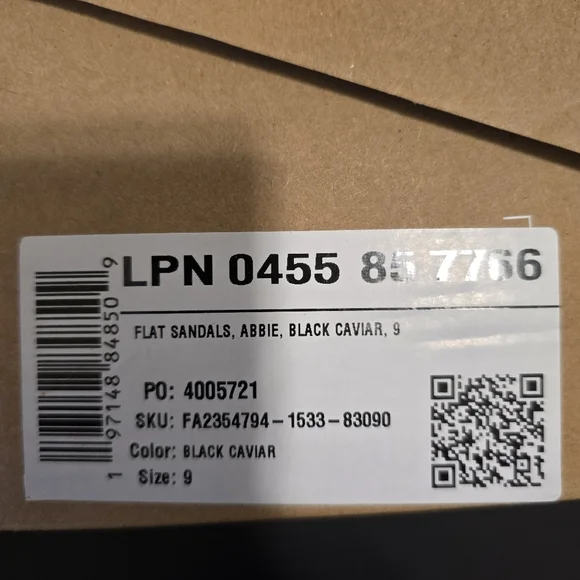 LPN 0455 85 7766
FLAT SANDALS, ABBIE, BLACK CAVIAR, 9
PO: 4005721
SKU: FA2354794-1533-83090
Color: BLACK CAVIAR
Size: 9
1 97148 84850 9